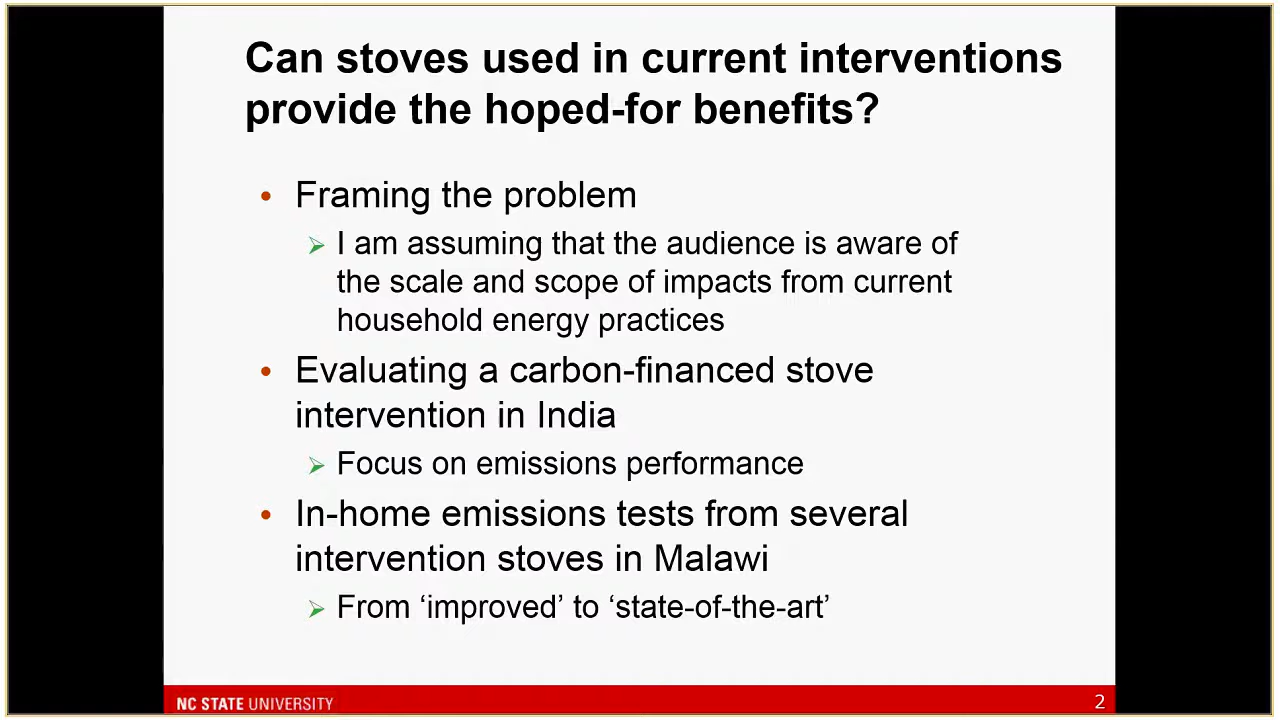 Can stoves used in current interventions
provide the hoped-for benefits?
• Framing the problem
➢ I am assuming that the audience is aware of
the scale and scope of impacts from current
household energy practices
• Evaluating a carbon-financed stove
intervention in India
➢ Focus on emissions performance
• In-home emissions tests from several
intervention stoves in Malawi
➢ From ‘improved’ to ‘state-of-the-art’
NC STATE UNIVERSITY
2